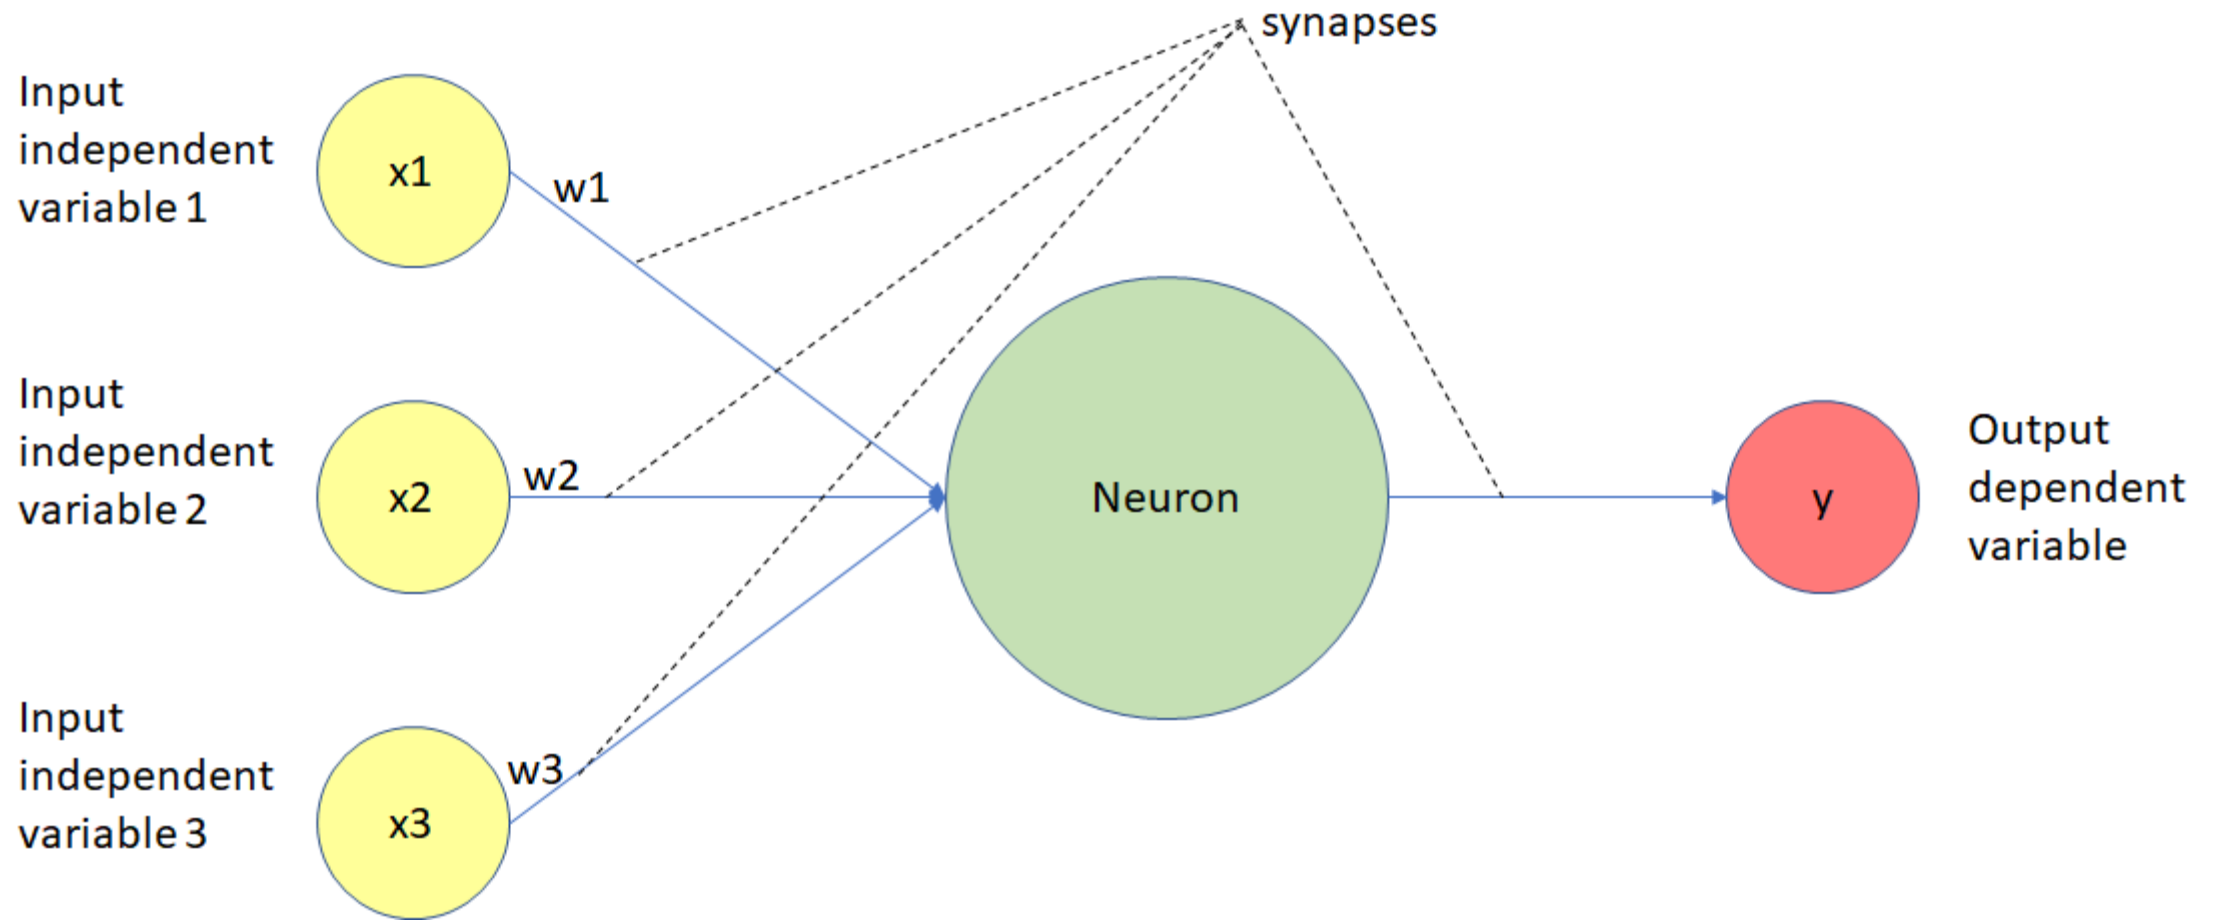 synapses
Input
independent
variable 1
x1
w1
Input
independent
variable 2
x2
w2
Neuron
y
Output
dependent
variable
Input
independent
variable 3
x3
w3